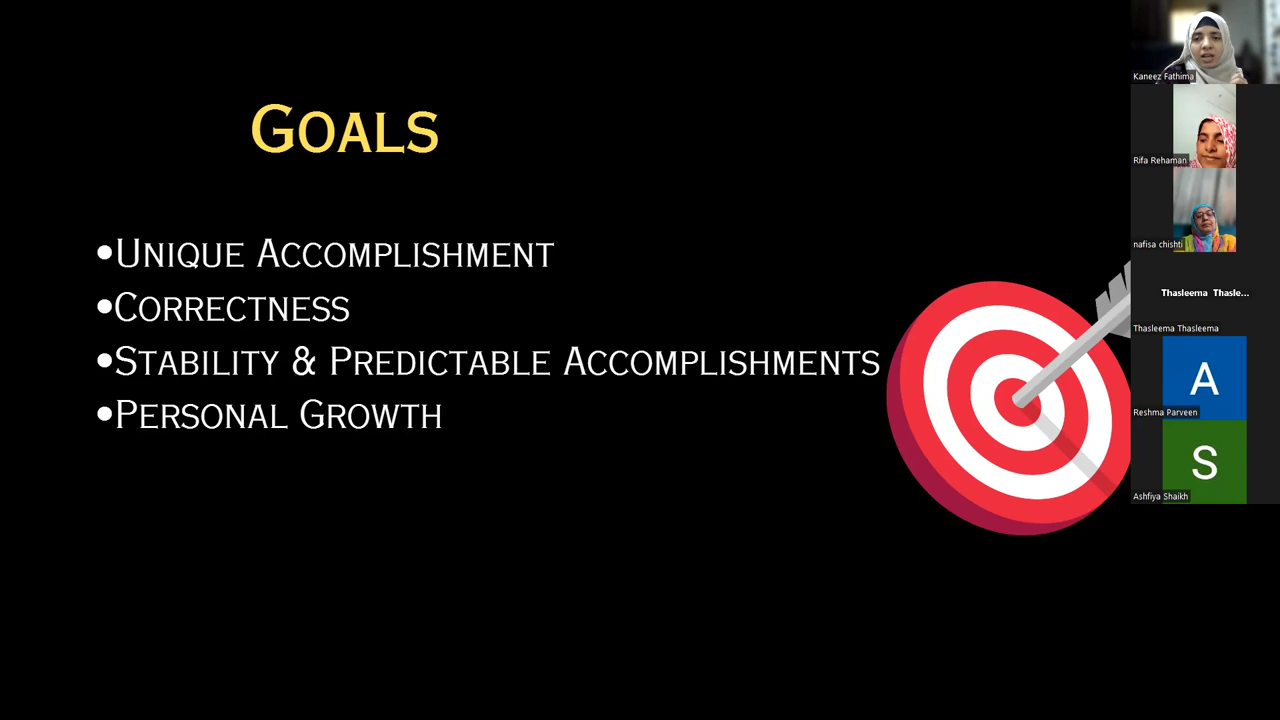 Goals
•Unique Accomplishment
•Correctness
•Stability & Predictable Accomplishments
•Personal Growth
Kaneez Fathima
Rifa Rehaman
nafisa chishti
Thasleema Thasle...
Thasleema Thasleema
A
Reshma Parveen
S
Ashfiya Shaikh